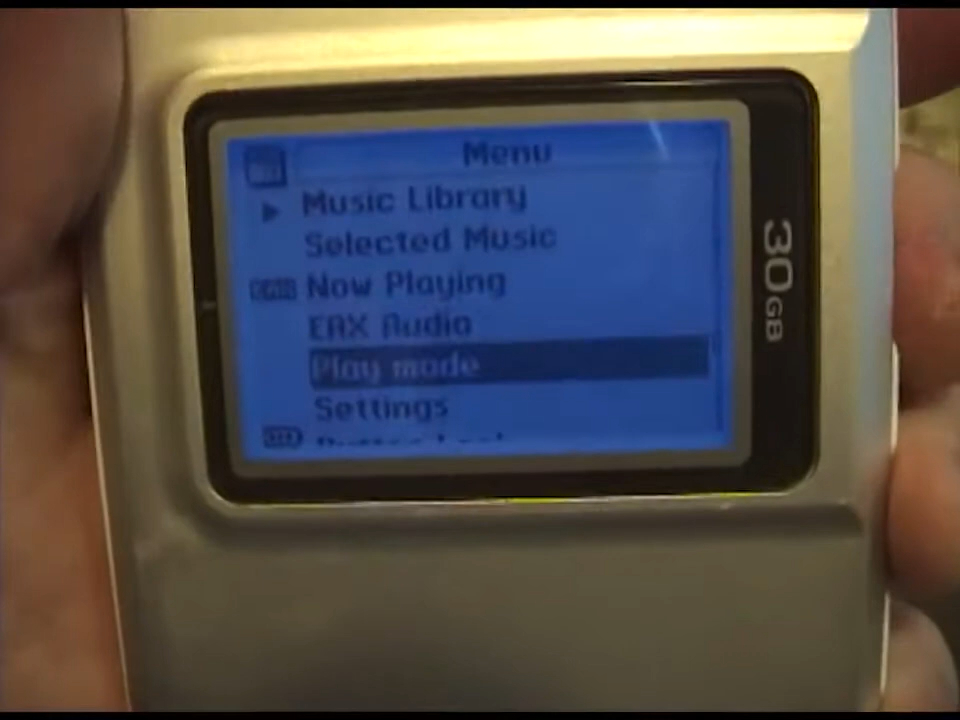 Menu
Music Library
Selected Music
Now Playing
EAX Audio
Play mode
Settings
30GB